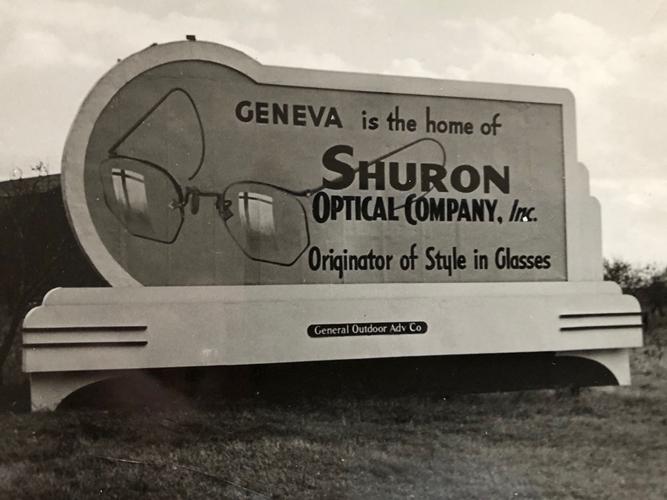 GENEVA is the home of
SHURON
OPTICAL COMPANY, Inc.
Originator of Style in Glasses
General Outdoor Adv Co